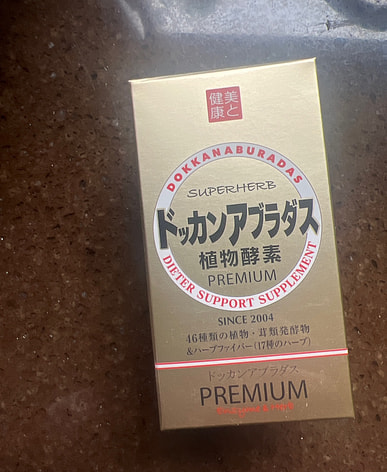 美と
健康
DOKKANABURADAS
SUPERHERB
ドッカンアブラダス
植物酵素
PREMIUM
DIETER SUPPORT SUPPLEMENT
SINCE 2004
46種類の植物・茸類発酵物
&ハーブファイバー(17種のハーブ)
ドッカンアブラダス
PREMIUM